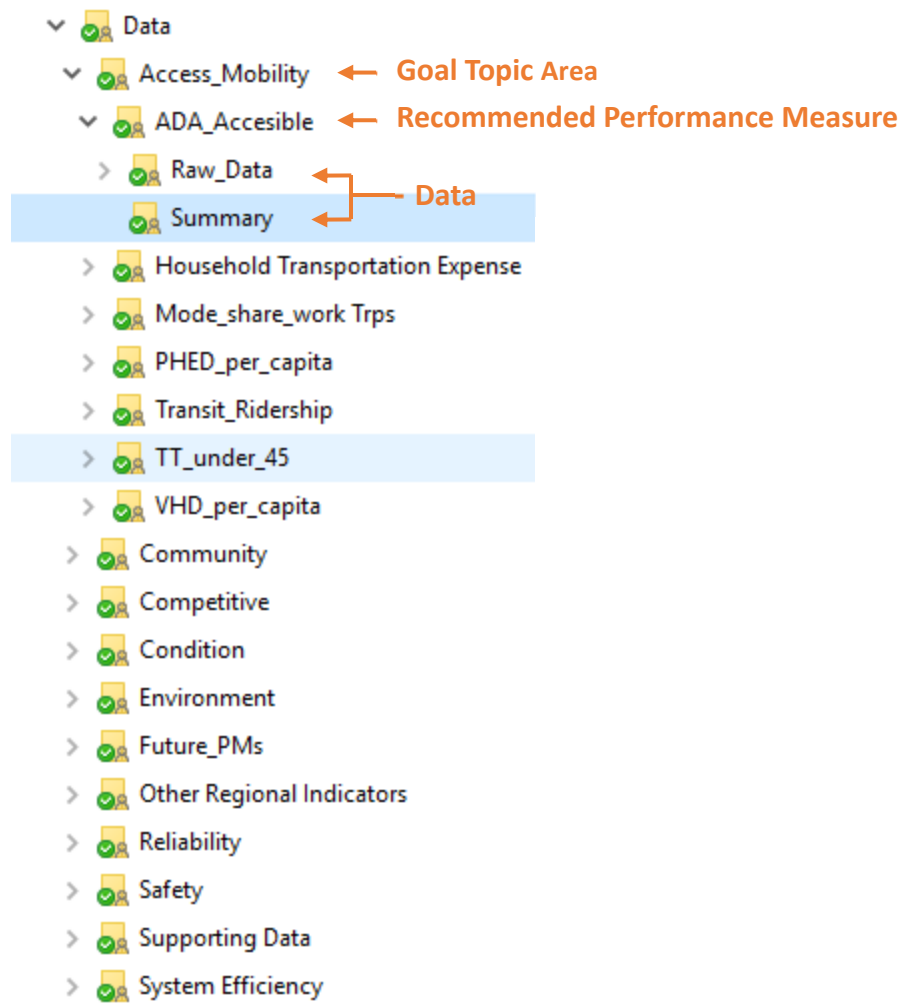 Data
Access_Mobility Goal Topic Area
ADA_Accesible Recommended Performance Measure
Raw_Data
Data
Summary
Household Transportation Expense
Mode_share_work Trps
PHED_per_capita
Transit_Ridership
TT_under_45
VHD_per_capita
Community
Competitive
Condition
Environment
Future_PMs
Other Regional Indicators
Reliability
Safety
Supporting Data
System Efficiency